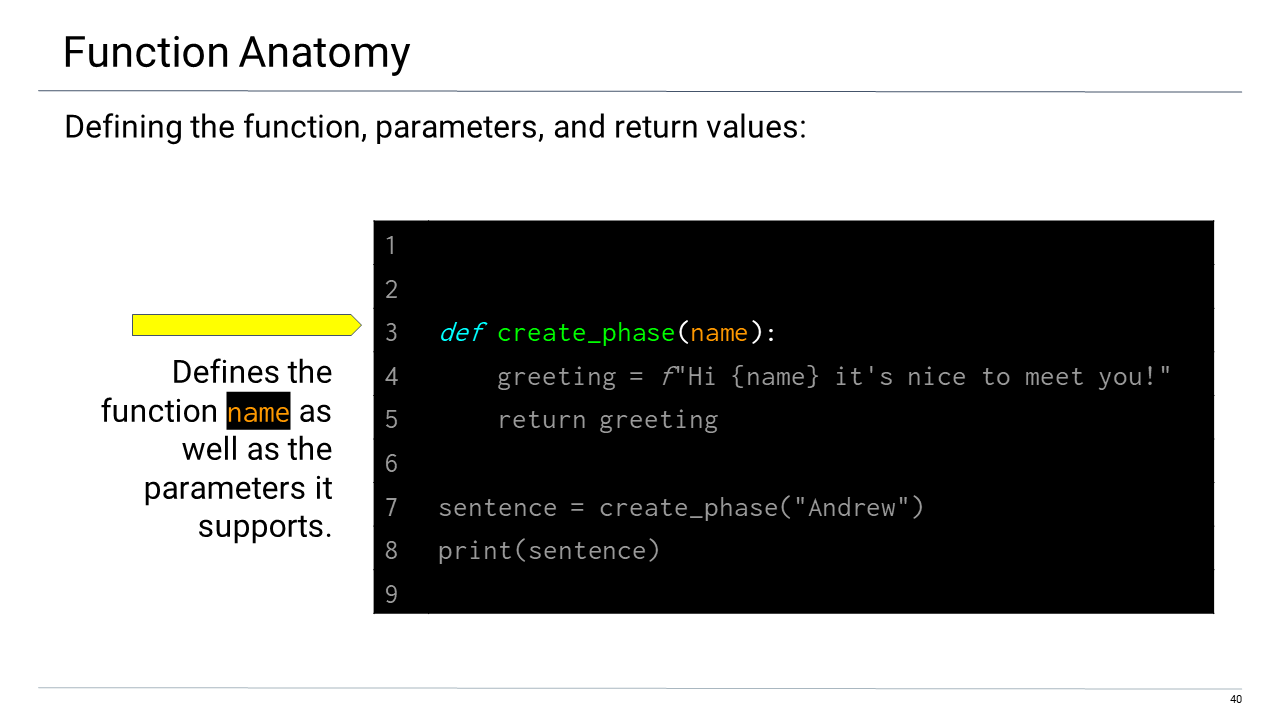 Function Anatomy
Defining the function, parameters, and return values:
Defines the
function name as
well as the
parameters it
supports.
1
2
3 def create_phase(name):
4 greeting = f"Hi {name} it's nice to meet you!"
5 return greeting
6
7 sentence = create_phase("Andrew")
8 print(sentence)
9
40